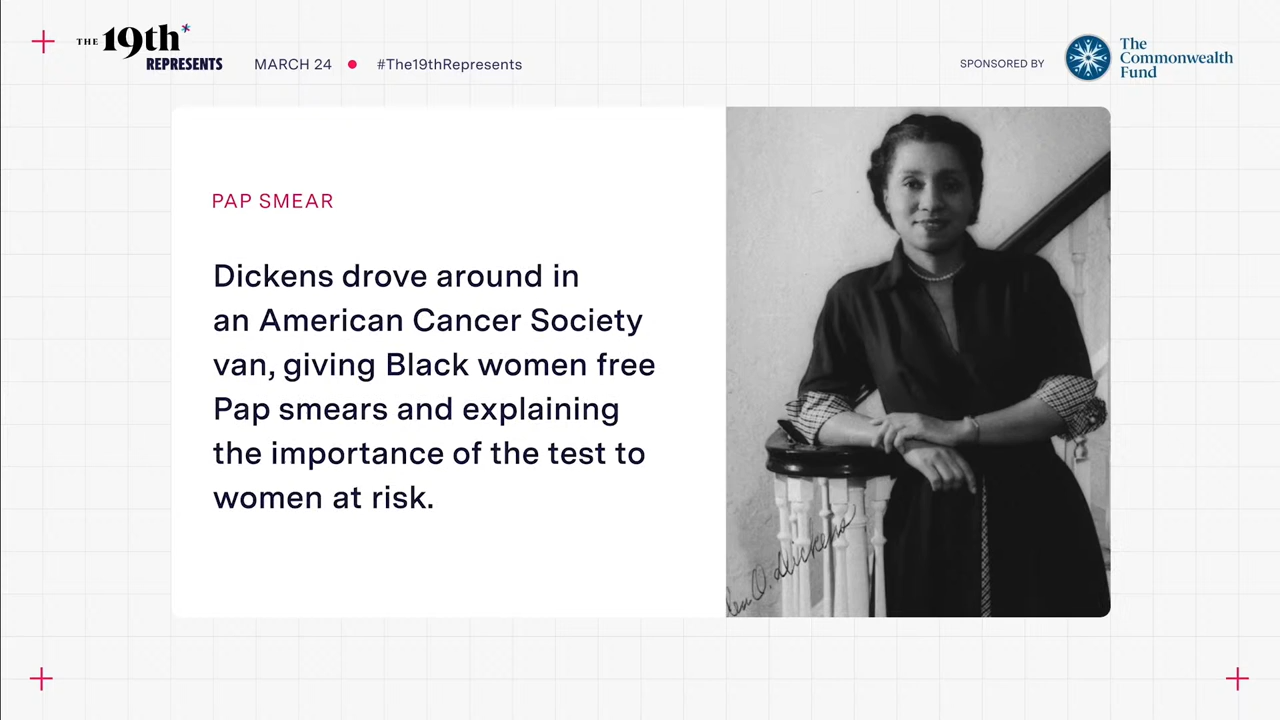 THE 19th*
REPRESENTS
MARCH 24 • #The19thRepresents
SPONSORED BY
The
Commonwealth
Fund
PAP SMEAR
Dickens drove around in
an American Cancer Society
van, giving Black women free
Pap smears and explaining
the importance of the test to
women at risk.
en O. Dickens